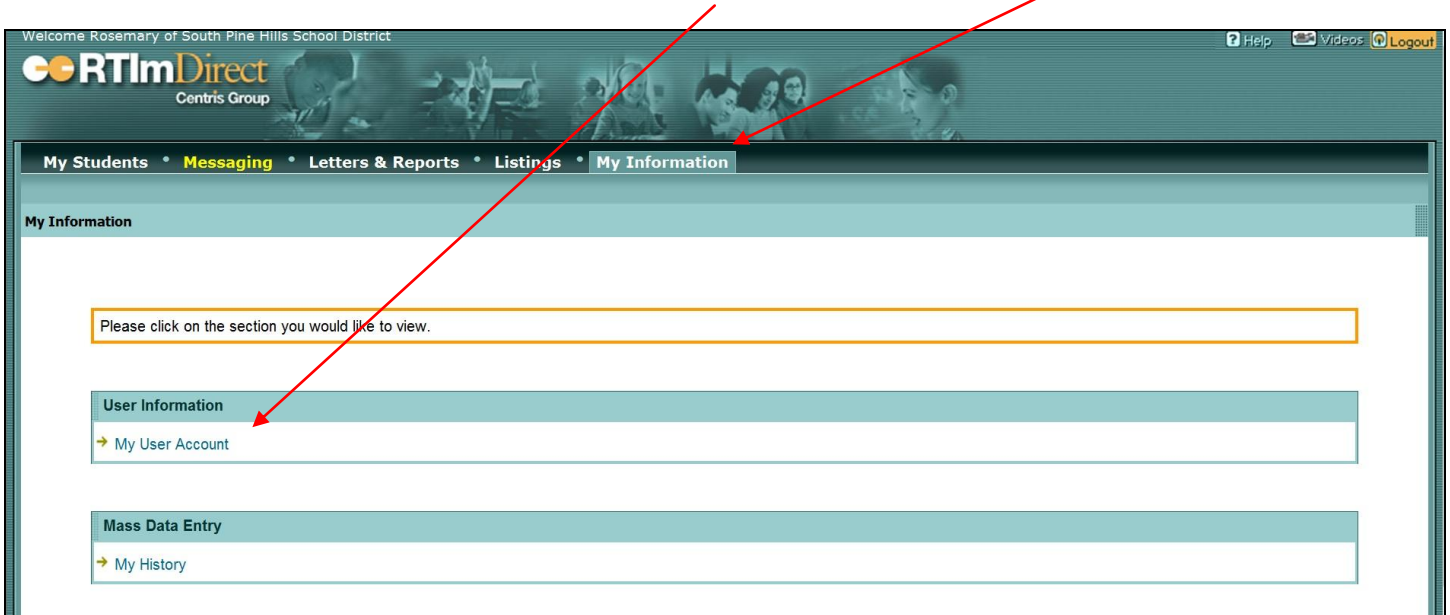 Welcome Rosemary of South Pine Hills School District
? Help Videos Logout
RTImDirect
Centris Group
My Students • Messaging • Letters & Reports • Listings • My Information
My Information
Please click on the section you would like to view.
User Information
My User Account
Mass Data Entry
My History